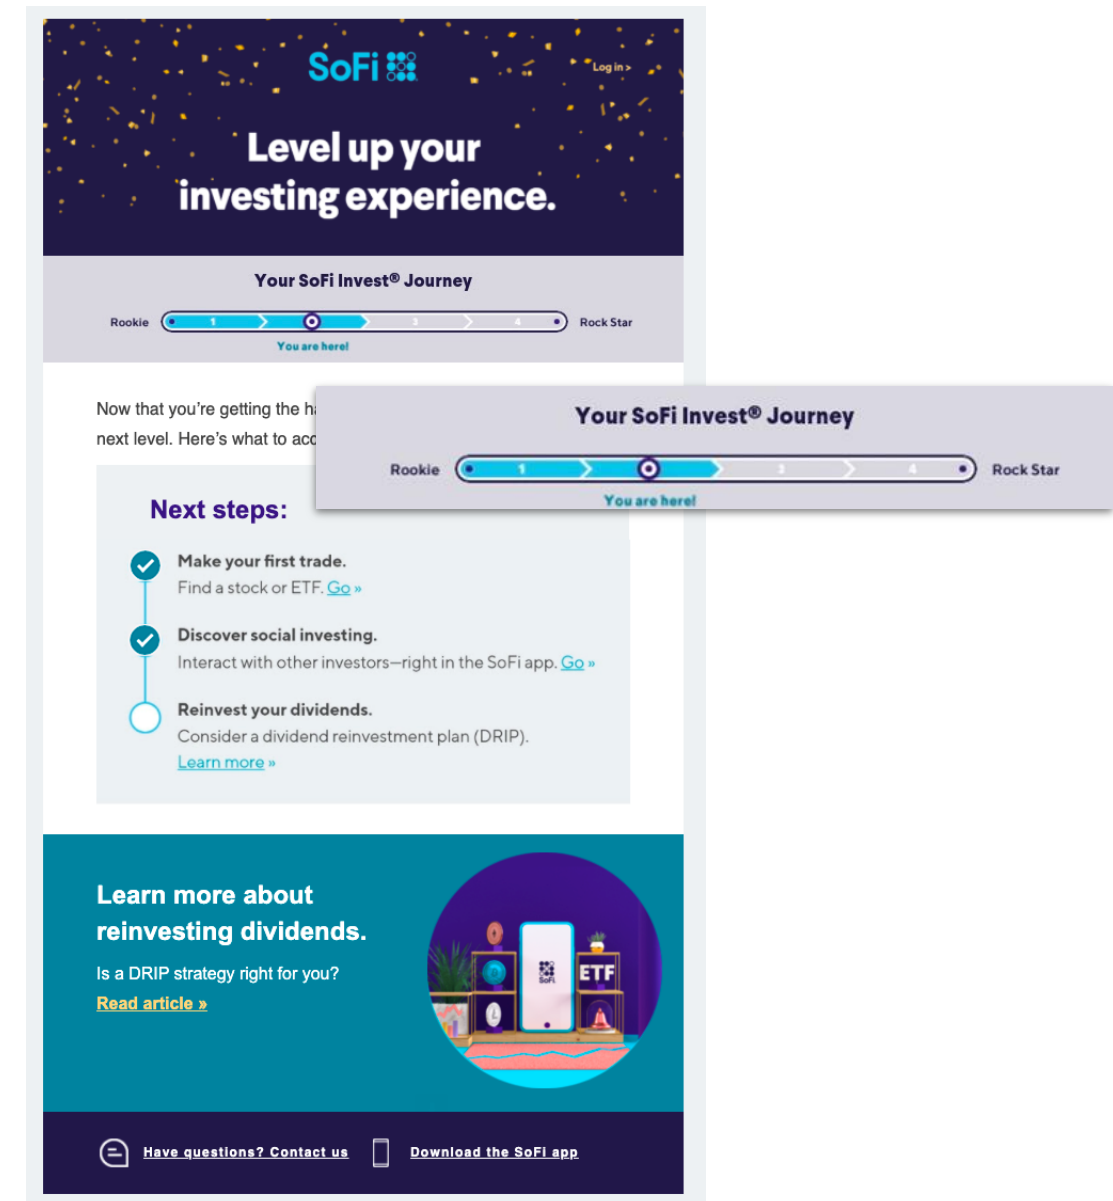 SoFi
Log in >
Level up your
investing experience.
Your SoFi Invest® Journey
Rookie 1 3 4 Rock Star
You are here!
Now that you're getting the
next level. Here's what to
Your SoFi Invest® Journey
Rookie 1 3 4 Rock Star
You are here!
Next steps:
Make your first trade.
Find a stock or ETF. Go »
Discover social investing.
Interact with other investors—right in the SoFi app. Go »
Reinvest your dividends.
Consider a dividend reinvestment plan (DRIP).
Learn more »
Learn more about
reinvesting dividends.
Is a DRIP strategy right for you?
Read article »
SoFi
ETF
Have questions? Contact us
Download the SoFi app